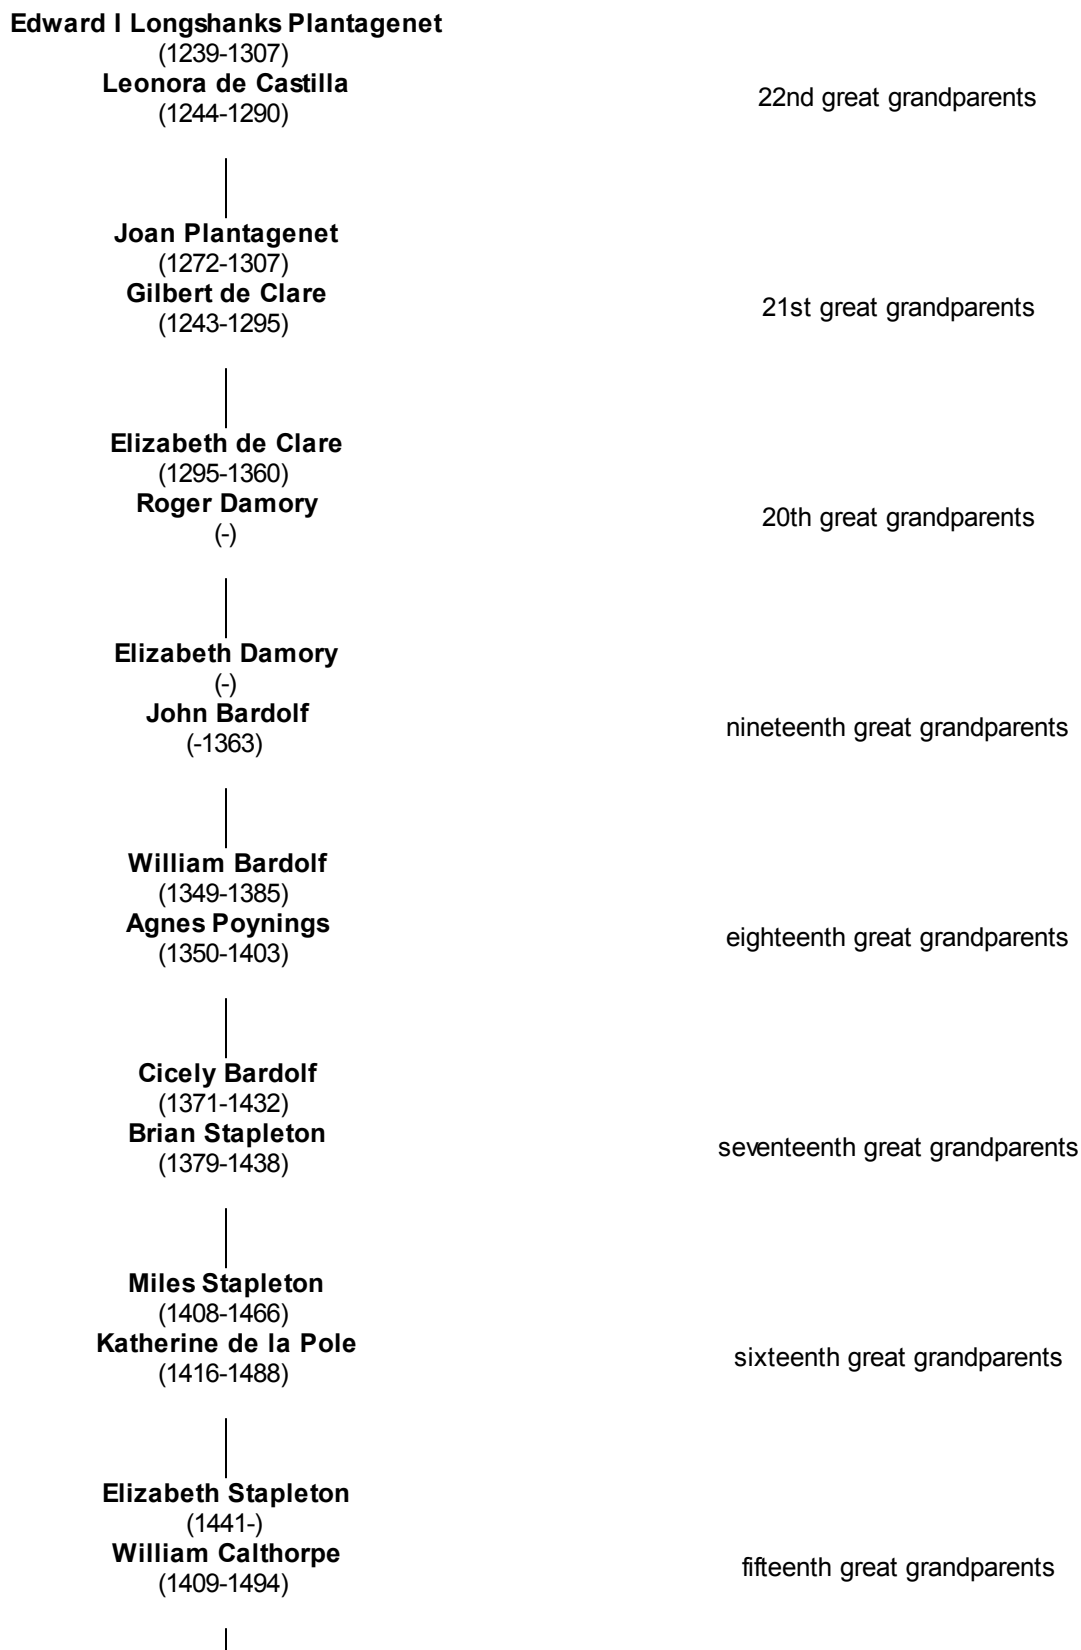 Edward I Longshanks Plantagenet
(1239-1307)
Leonora de Castilla
(1244-1290)
22nd great grandparents
Joan Plantagenet
(1272-1307)
Gilbert de Clare
(1243-1295)
21st great grandparents
Elizabeth de Clare
(1295-1360)
Roger Damory
(-)
20th great grandparents
Elizabeth Damory
(-)
John Bardolf
(-1363)
nineteenth great grandparents
William Bardolf
(1349-1385)
Agnes Poynings
(1350-1403)
eighteenth great grandparents
Cicely Bardolf
(1371-1432)
Brian Stapleton
(1379-1438)
seventeenth great grandparents
Miles Stapleton
(1408-1466)
Katherine de la Pole
(1416-1488)
sixteenth great grandparents
Elizabeth Stapleton
(1441-)
William Calthorpe
(1409-1494)
fifteenth great grandparents